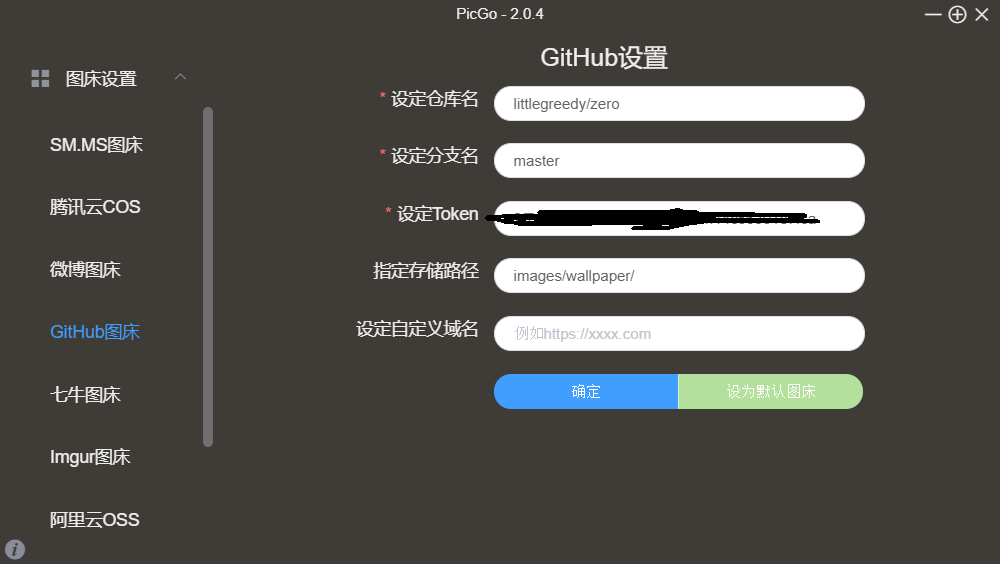 PicGo - 2.0.4
图床设置
SM.MS图床
腾讯云COS
微博图床
GitHub图床
七牛图床
Imgur图床
阿里云OSS
GitHub设置
* 设定仓库名 littlegreedy/zero
* 设定分支名 master
* 设定Token
指定存储路径 images/wallpaper/
设定自定义域名 例如https://xxxx.com
确定 设为默认图床